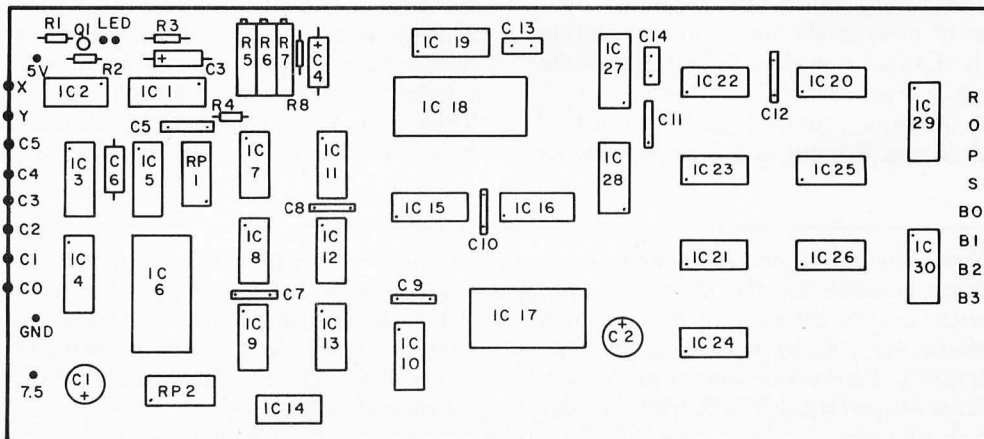 R1
Q1
LED
R3
5V
R2
C3
R5
R6
R7
R8
C4
IC 19
C13
IC 27
C14
IC 22
C12
IC 20
IC 29
R
O
P
S
BO
B1
B2
B3
X
Y
C5
C4
C3
C2
C1
CO
GND
7.5
IC 2
IC 1
R4
C5
IC 18
C11
IC 3
C6
IC 5
RP 1
IC 7
IC 11
IC 28
IC 23
IC 25
C8
IC 15
C10
IC 16
IC 4
IC 6
IC 8
IC 12
IC 21
IC 26
IC 30
C7
C9
IC 9
IC 13
IC 10
IC 17
C2
IC 24
C1
RP 2
IC 14